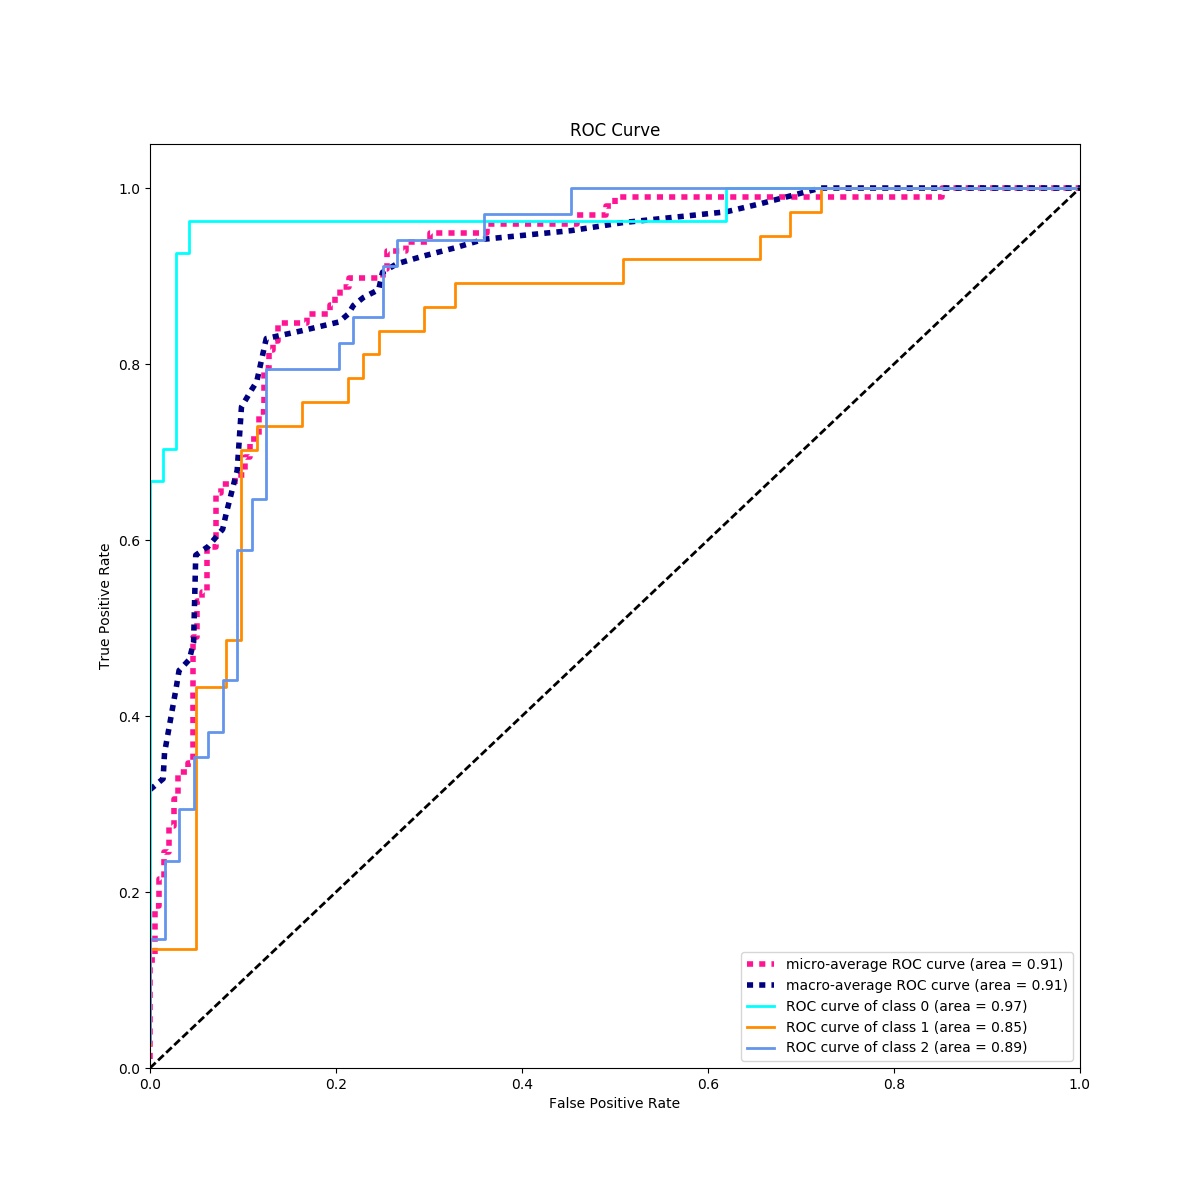 ROC Curve
1.0
0.8
0.6
0.4
0.2
0.0
True Positive Rate
0.0
0.2
0.4
0.6
0.8
1.0
False Positive Rate
micro-average ROC curve (area = 0.91)
macro-average ROC curve (area = 0.91)
ROC curve of class 0 (area = 0.97)
ROC curve of class 1 (area = 0.85)
ROC curve of class 2 (area = 0.89)